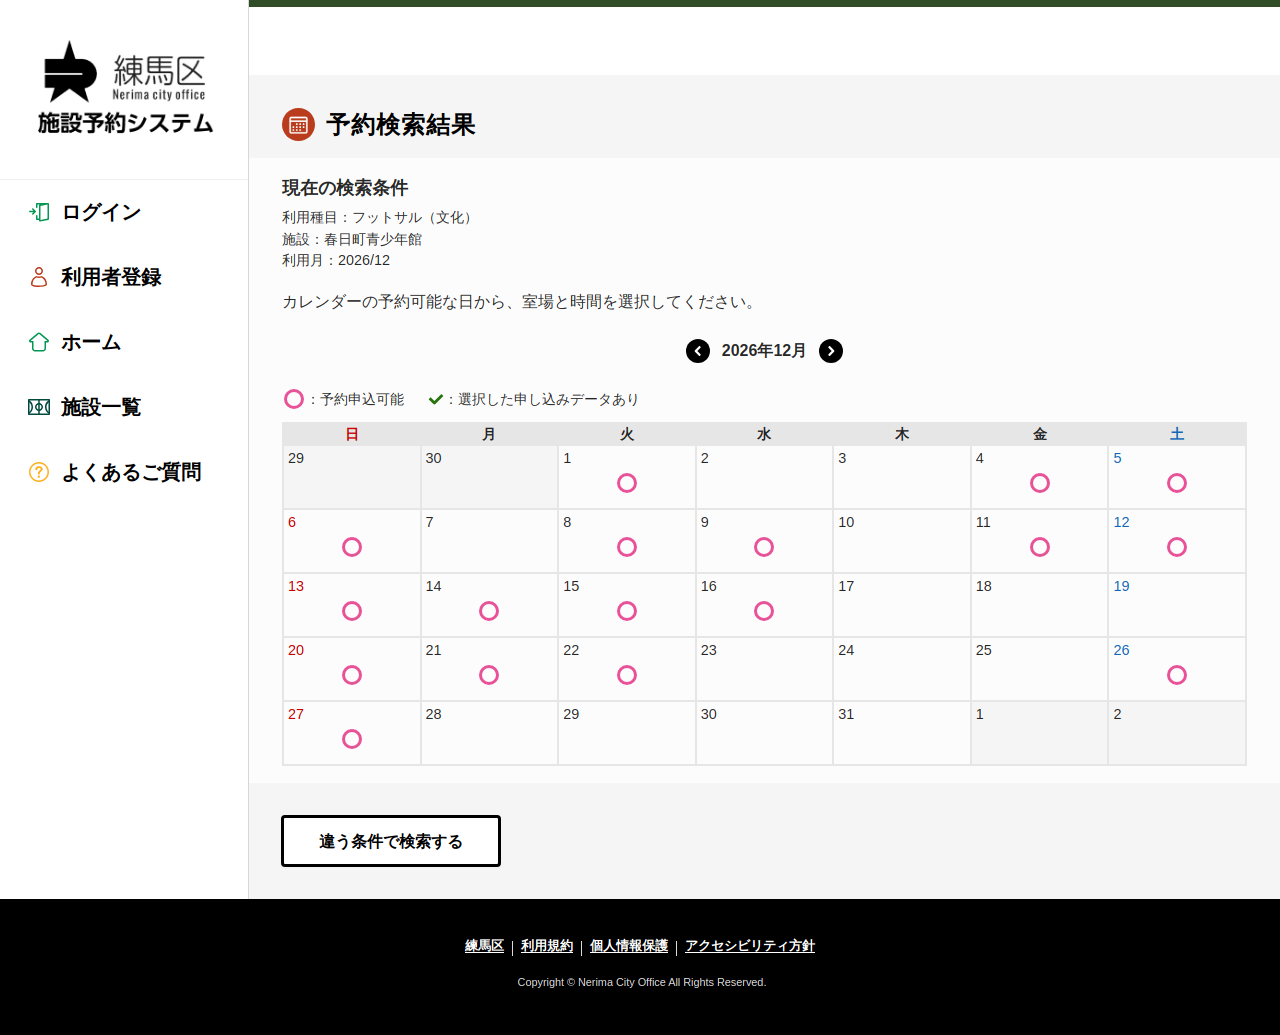 練馬区
Nerima city office
施設予約システム
ログイン
利用者登録
ホーム
施設一覧
よくあるご質問
予約検索結果
現在の検索条件
利用種目：フットサル（文化）
施設：春日町青少年館
利用月：2026/12
カレンダーの予約可能な日から、室場と時間を選択してください。
2026年12月
：予約申込可能 ：選択した申し込みデータあり
日 月 火 水 木 金 土
29 30 1 2 3 4 5
6 7 8 9 10 11 12
13 14 15 16 17 18 19
20 21 22 23 24 25 26
27 28 29 30 31 1 2
違う条件で検索する
練馬区 利用規約 個人情報保護 アクセシビリティ方針
Copyright © Nerima City Office All Rights Reserved.